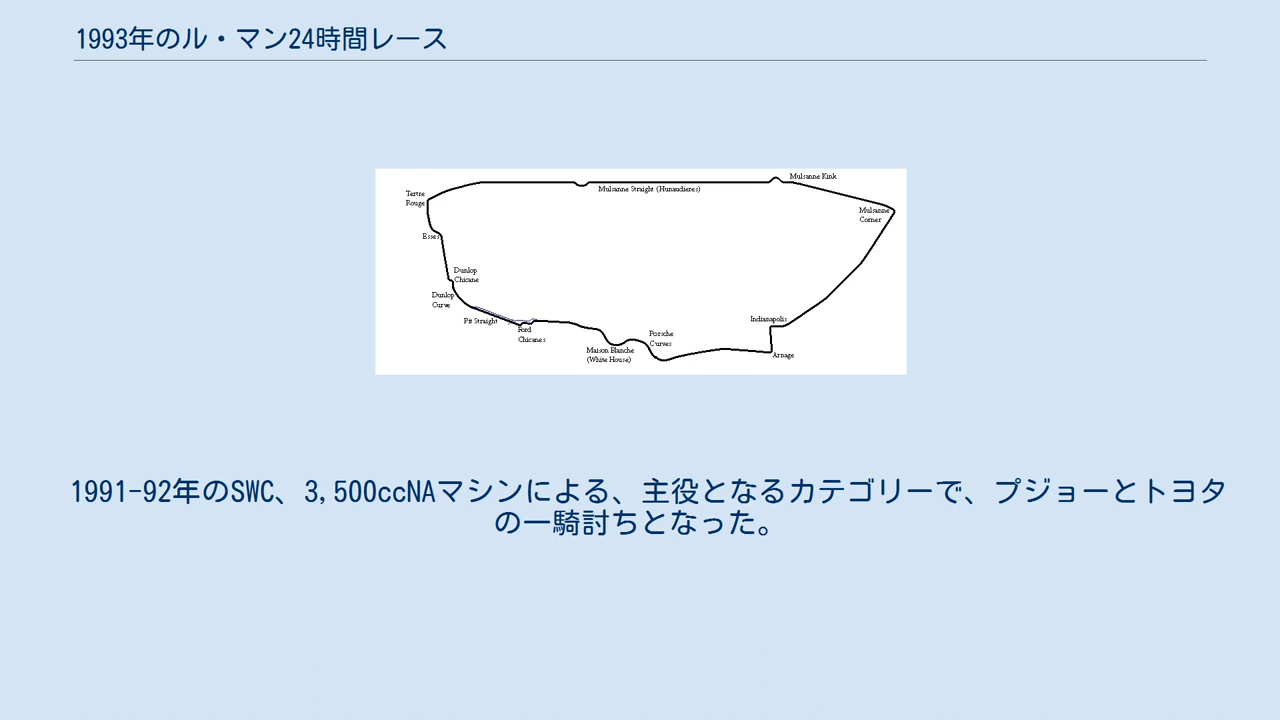 1993年のル・マン24時間レース
Mulsanne Kink
Mulsanne Straight (Hunaudieres)
Tertre
Rouge
Mulsanne
Corner
Esses
Dunlop
Chicane
Dunlop
Curve
Pit Straight
Ford
Chicanes
Indianapolis
Porsche
Curves
Maison Blanche
(White House)
Arnage
1991-92年のSWC、3,500ccNAマシンによる、主役となるカテゴリーで、プジョーとトヨタ
の一騎討ちとなった。